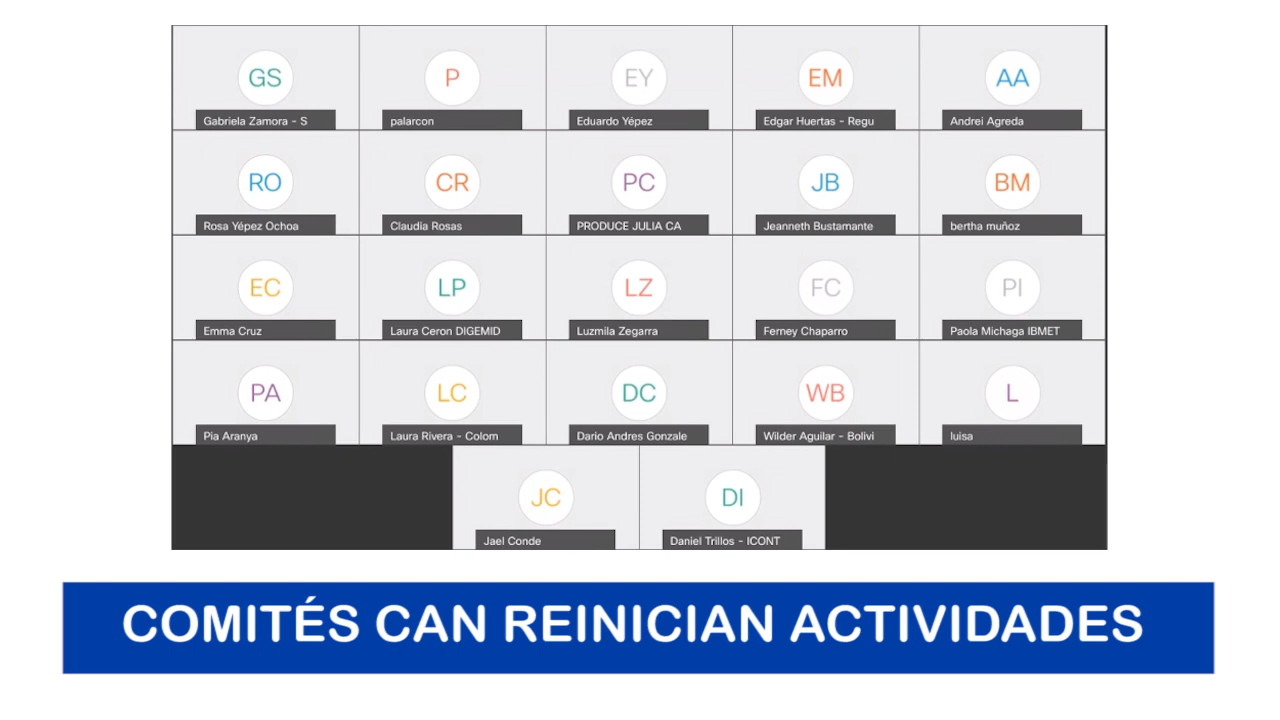 GS
P
EY
EM
AA
Gabriela Zamora - S
palarcon
Eduardo Yépez
Edgar Huertas - Regu
Andrei Agreda
RO
CR
PC
JB
BM
Rosa Yépez Ochoa
Claudia Rosas
PRODUCE JULIA CA
Jeanneth Bustamante
bertha muñoz
EC
LP
LZ
FC
PI
Emma Cruz
Laura Ceron DIGEMID
Luzmila Zegarra
Ferney Chaparro
Paola Michaga IBMET
PA
LC
DC
WB
L
Pia Aranya
Laura Rivera - Colom
Dario Andres Gonzale
Wilder Aguilar - Bolivi
luisa
JC
DI
Jael Conde
Daniel Trillos - ICONT
COMITÉS CAN REINICIAN ACTIVIDADES